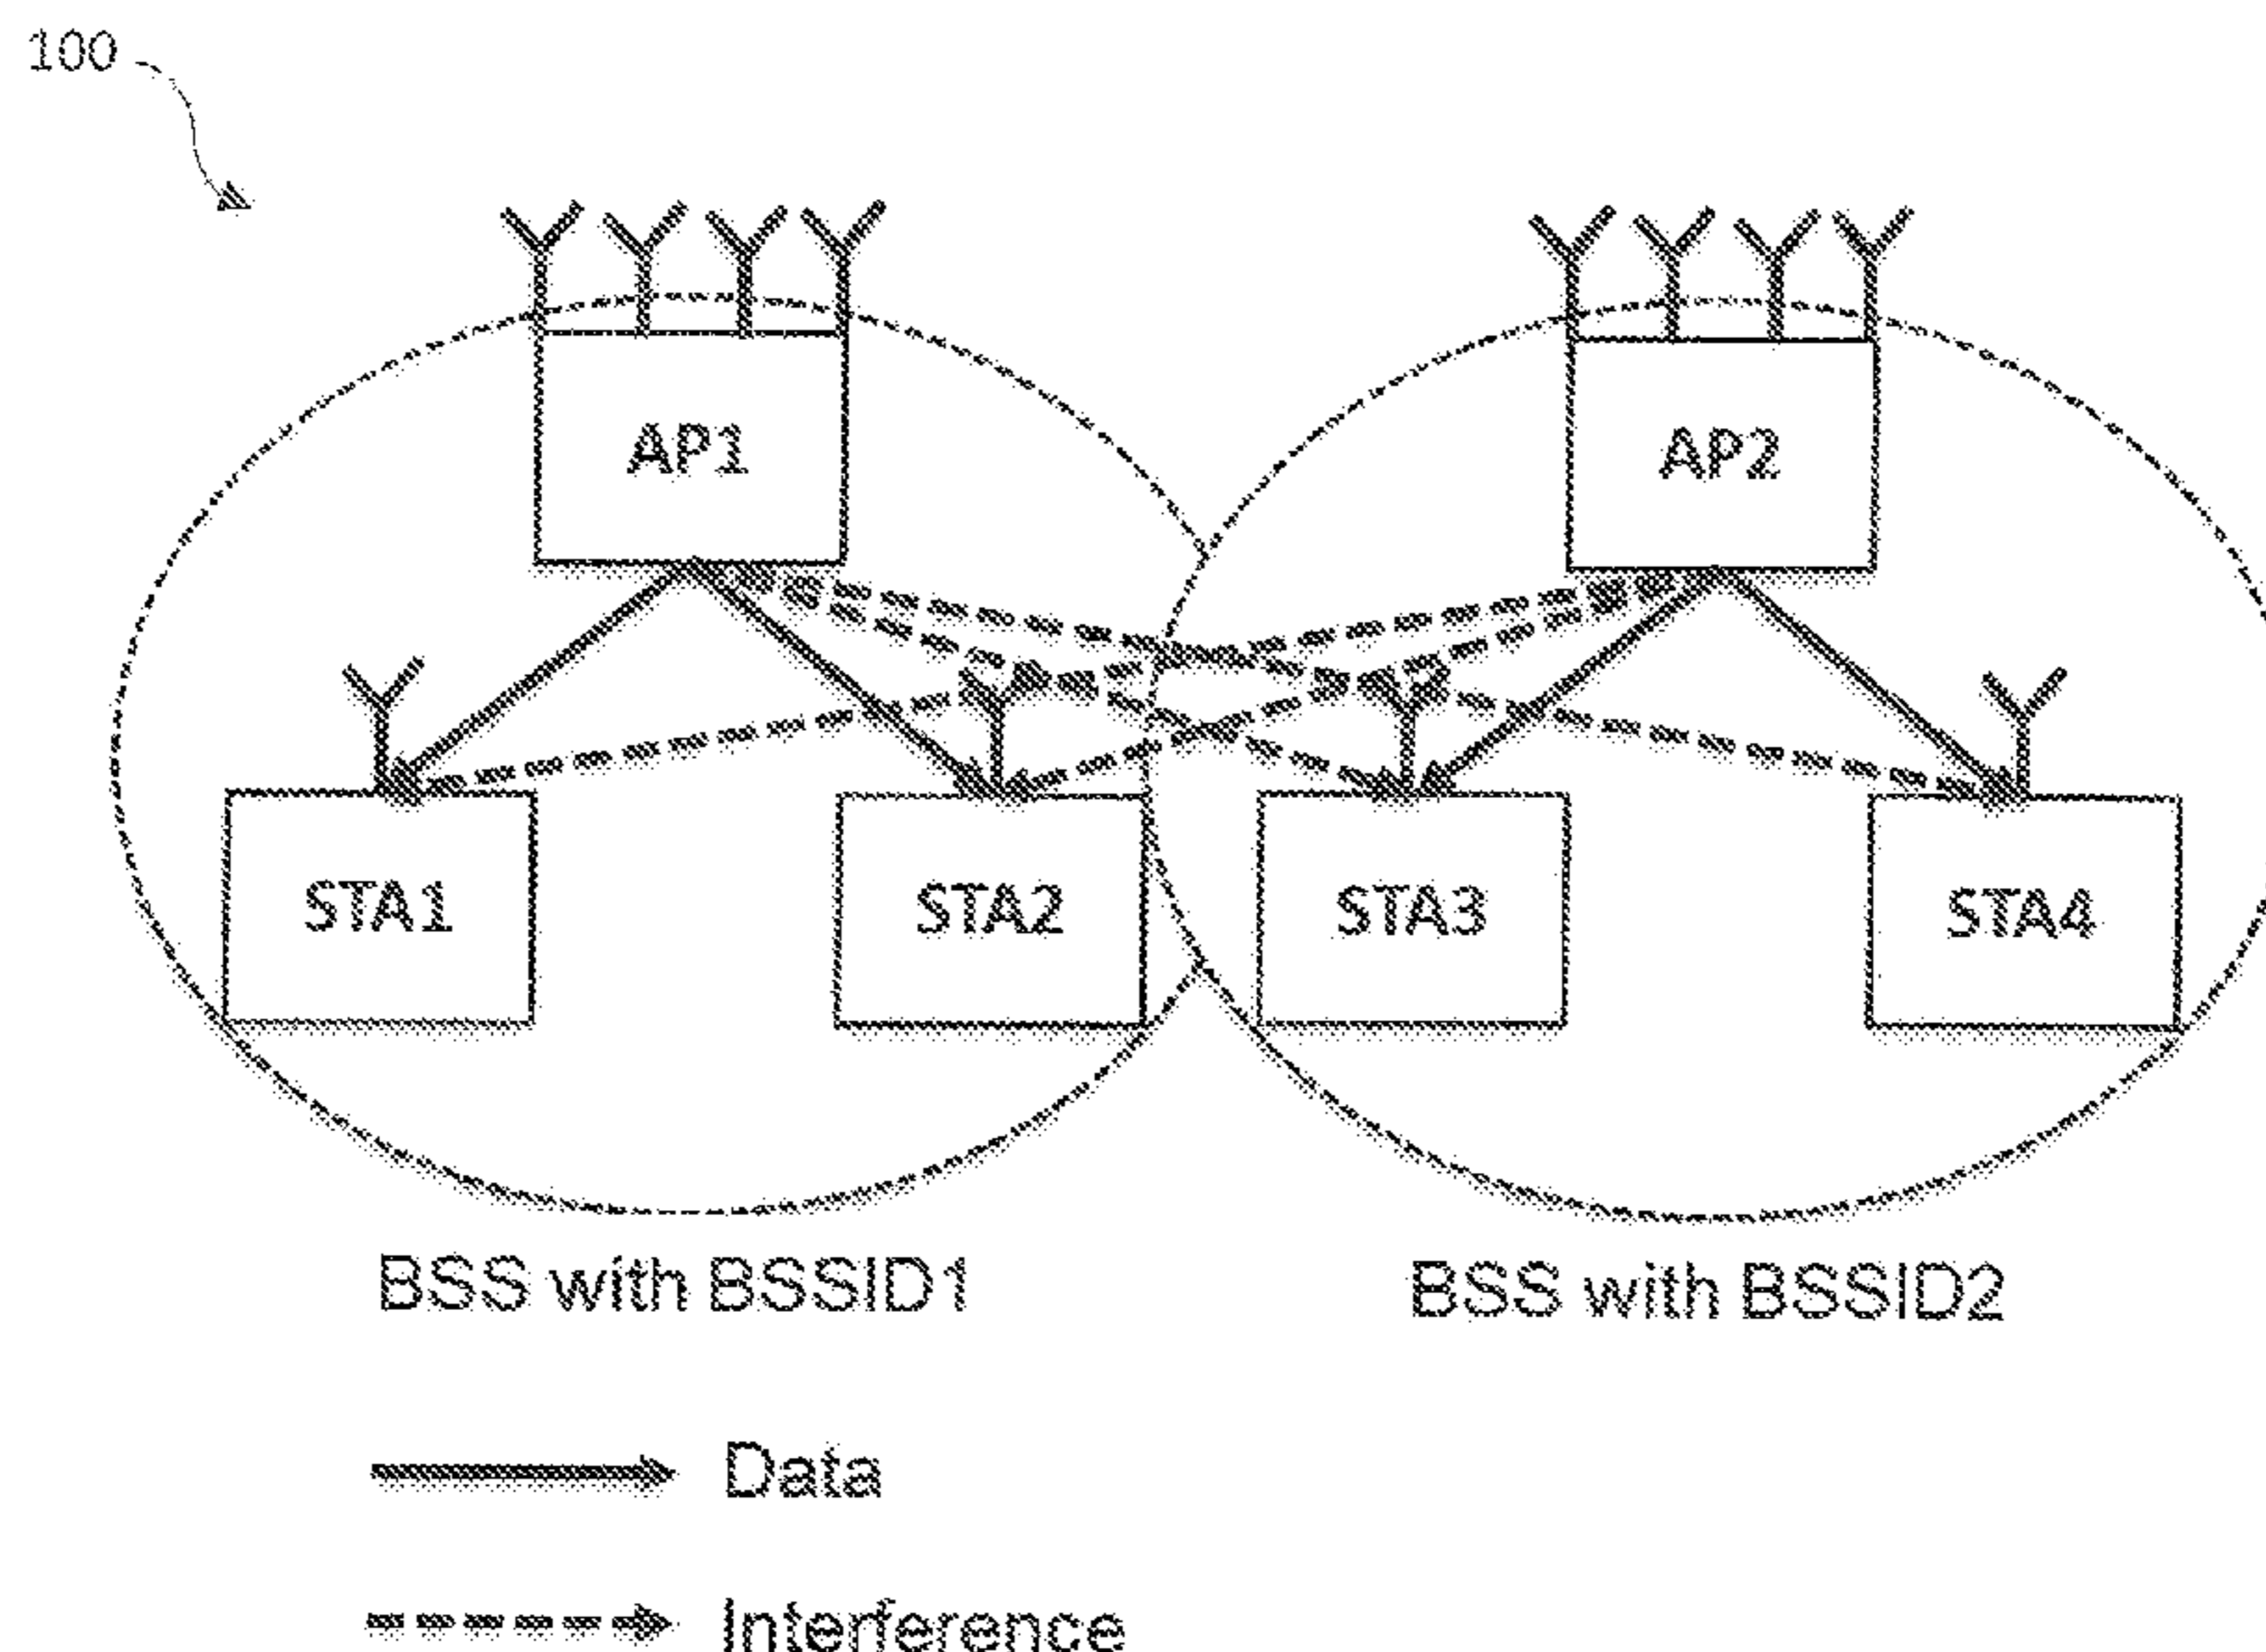 100
AP1
AP2
STA1
STA2
STA3
STA4
BSS with BSSID1
BSS with BSSID2
Data
Interference